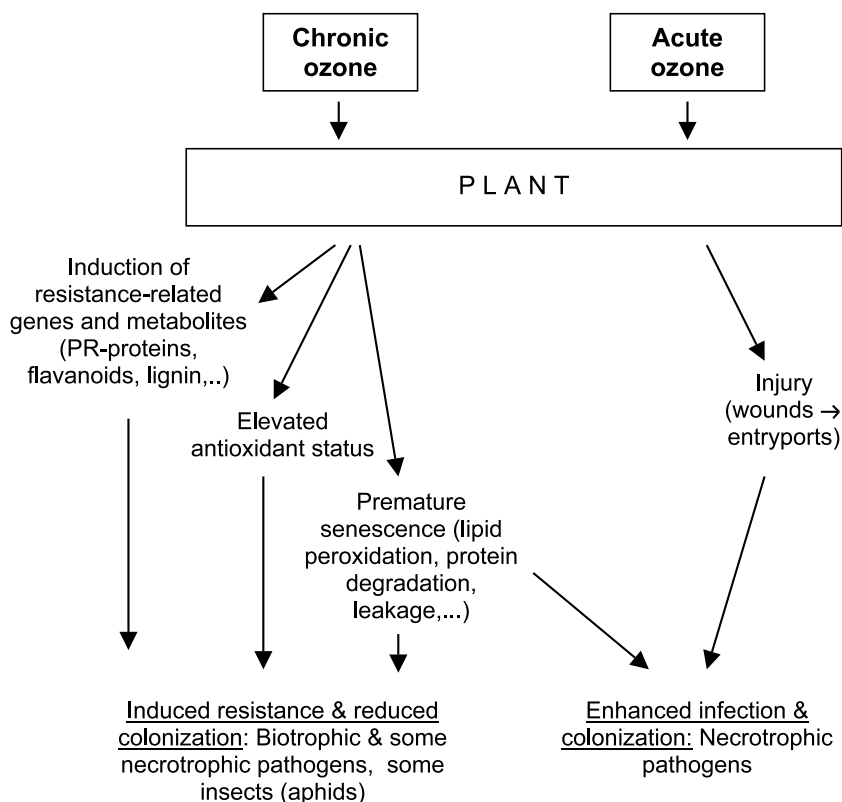 Chronic
ozone
Acute
ozone
P L A N T
Induction of
resistance-related
genes and metabolites
(PR-proteins,
flavanoids, lignin,..)
Elevated
antioxidant status
Premature
senescence (lipid
peroxidation, protein
degradation,
leakage,...)
Injury
(wounds →
entryports)
Induced resistance & reduced
colonization: Biotrophic & some
necrotrophic pathogens, some
insects (aphids)
Enhanced infection &
colonization: Necrotrophic
pathogens